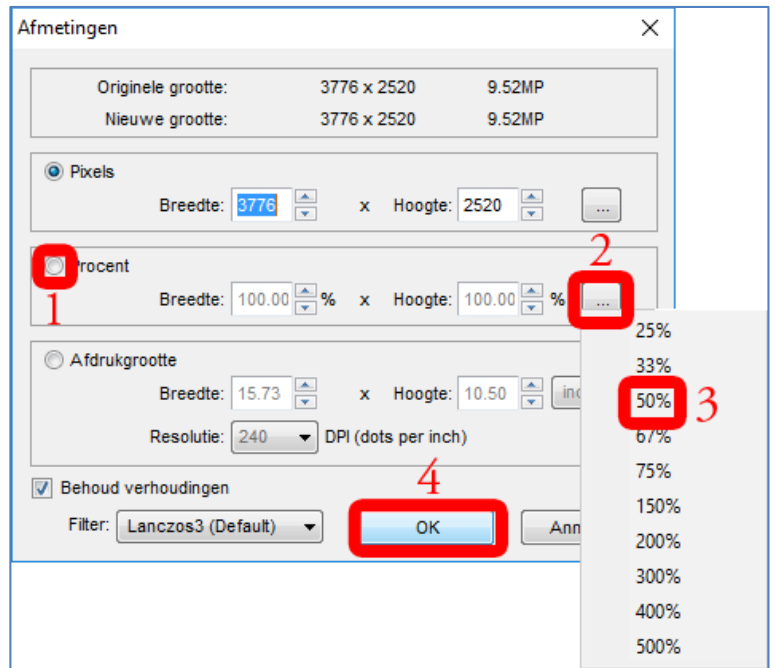 Afmetingen
Originele grootte: 3776 x 2520 9.52MP
Nieuwe grootte: 3776 x 2520 9.52MP
Pixels
Breedte: 3776 x Hoogte: 2520 ...
2
Procent
1
Breedte: 100.00 % x Hoogte: 100.00 % ...
25%
33%
50% 3
67%
75%
150%
200%
300%
400%
500%
Afdrukgrootte
Breedte: 15.73 x Hoogte: 10.50
Resolutie: 240 DPI (dots per inch)
4
Behoud verhoudingen
Filter: Lanczos3 (Default) OK